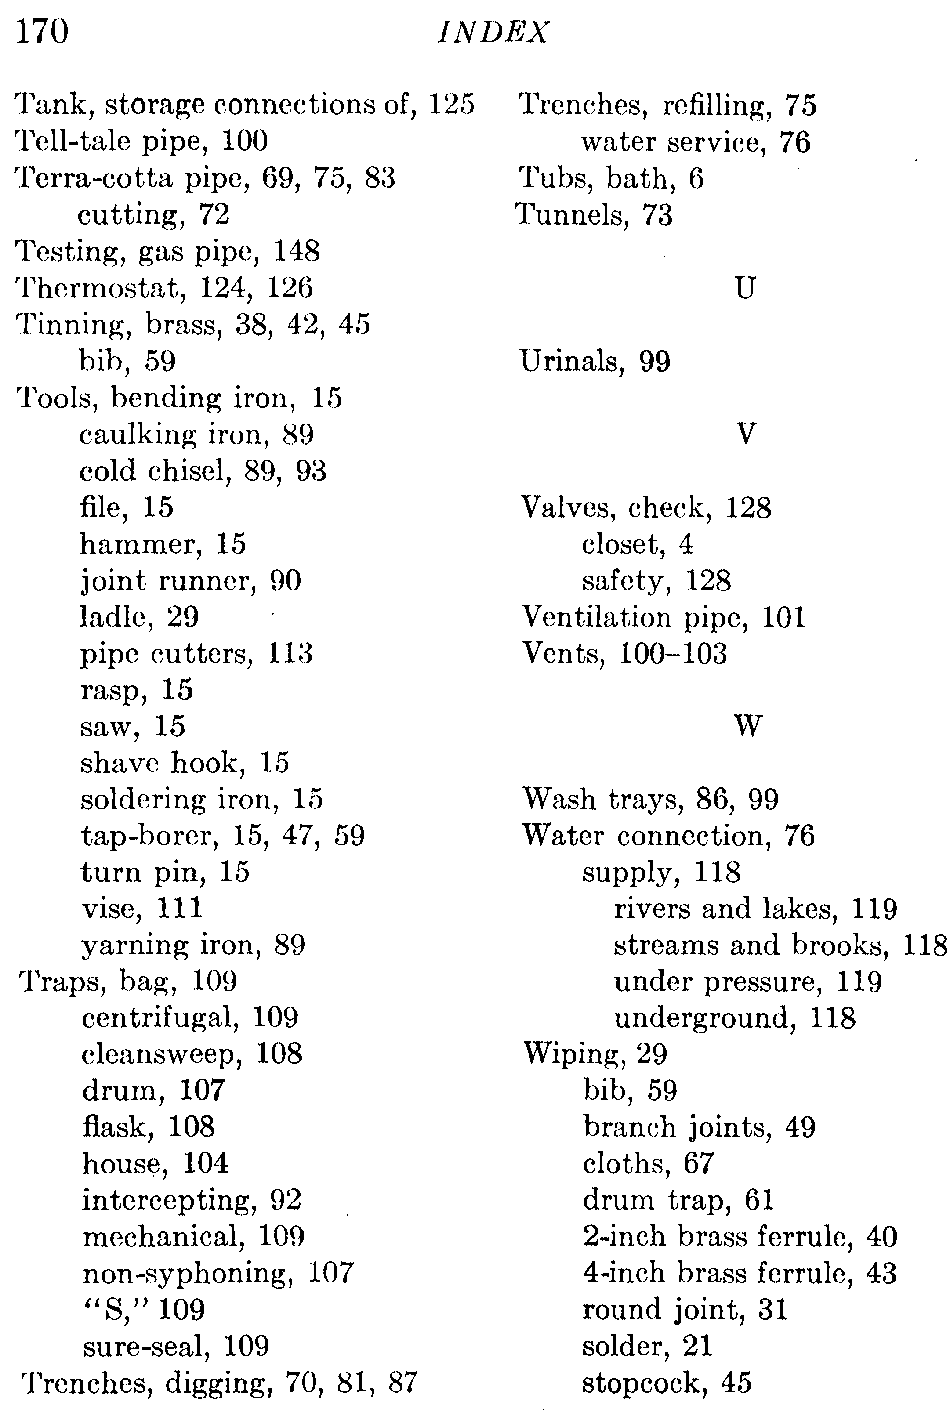 170
INDEX
Tank, storage connections of, 125
Tell-tale pipe, 100
Terra-cotta pipe, 69, 75, 83
cutting, 72
Testing, gas pipe, 148
Thermostat, 124, 126
Tinning, brass, 38, 42, 45
bib, 59
Tools, bending iron, 15
caulking iron, 89
cold chisel, 89, 93
file, 15
hammer, 15
joint runner, 90
ladle, 29
pipe cutters, 113
rasp, 15
saw, 15
shave hook, 15
soldering iron, 15
tap-borer, 15, 47, 59
turn pin, 15
vise, 111
yarning iron, 89
Traps, bag, 109
centrifugal, 109
cleansweep, 108
drum, 107
flask, 108
house, 104
intercepting, 92
mechanical, 109
non-syphoning, 107
"S," 109
sure-seal, 109
Trenches, digging, 70, 81, 87
Trenches, refilling, 75
water service, 76
Tubs, bath, 6
Tunnels, 73
U
Urinals, 99
V
Valves, check, 128
closet, 4
safety, 128
Ventilation pipe, 101
Vents, 100–103
W
Wash trays, 86, 99
Water connection, 76
supply, 118
rivers and lakes, 119
streams and brooks, 118
under pressure, 119
underground, 118
Wiping, 29
bib, 59
branch joints, 49
cloths, 67
drum trap, 61
2-inch brass ferrule, 40
4-inch brass ferrule, 43
round joint, 31
solder, 21
stopcock, 45